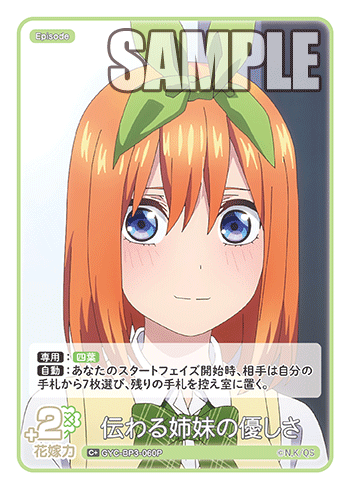 Episode
SAMPLE
専用：四葉
自動：あなたのスタートフェイズ開始時、相手は自分の
手札から7枚選び、残りの手札を控え室に置く。
+2
花嫁力
伝わる姉妹の優しさ
C+ GYC-BP3-060P
©N.K/QS